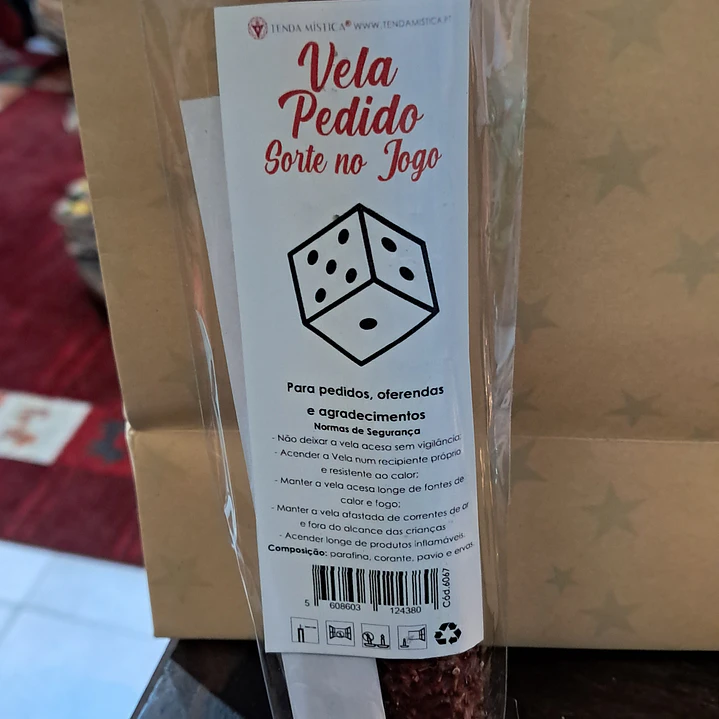 TENDA MÍSTICA® WWW.TENDAMISTICA.PT
Vela
Pedido
Sorte no Jogo
Para pedidos, oferendas
e agradecimentos
Normas de Segurança
- Não deixar a vela acesa sem vigilância;
- Acender a Vela num recipiente próprio
e resistente ao calor;
- Manter a vela acesa longe de fontes de
calor e fogo;
- Manter a vela afastada de correntes de ar
e fora do alcance das crianças
- Acender longe de produtos inflamáveis.
Composição: parafina, corante, pavio e ervas
5 608603 124380
Cód.6067